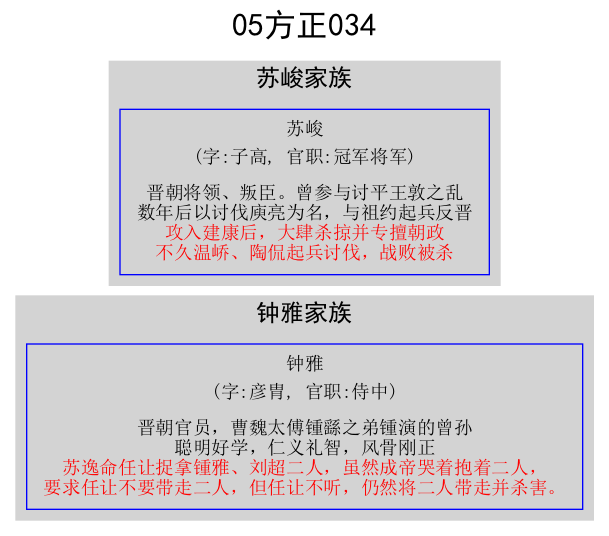 05方正034
苏峻家族
苏峻
(字:子高, 官职:冠军将军)
晋朝将领、叛臣。曾参与讨平王敦之乱
数年后以讨伐庾亮为名，与祖约起兵反晋
攻入建康后，大肆杀掠并专擅朝政
不久温峤、陶侃起兵讨伐，战败被杀
钟雅家族
钟雅
(字:彦胄, 官职:侍中)
晋朝官员，曹魏太傅锺繇之弟锺演的曾孙
聪明好学，仁义礼智，风骨刚正
苏逸命任让捉拿锺雅、刘超二人，虽然成帝哭着抱着二人，
要求任让不要带走二人，但任让不听，仍然将二人带走并杀害。